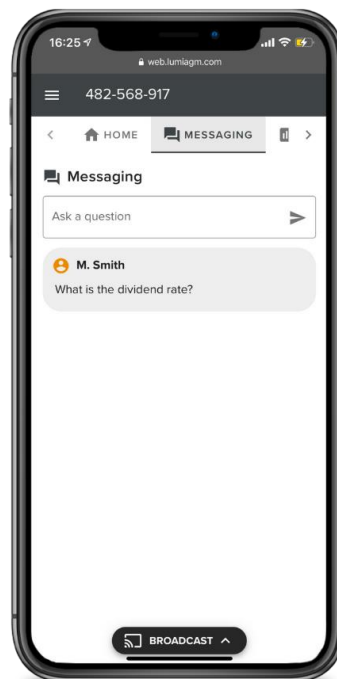 16:25
web.lumiagm.com
482-568-917
HOME
MESSAGING
Messaging
Ask a question
M. Smith
What is the dividend rate?
BROADCAST